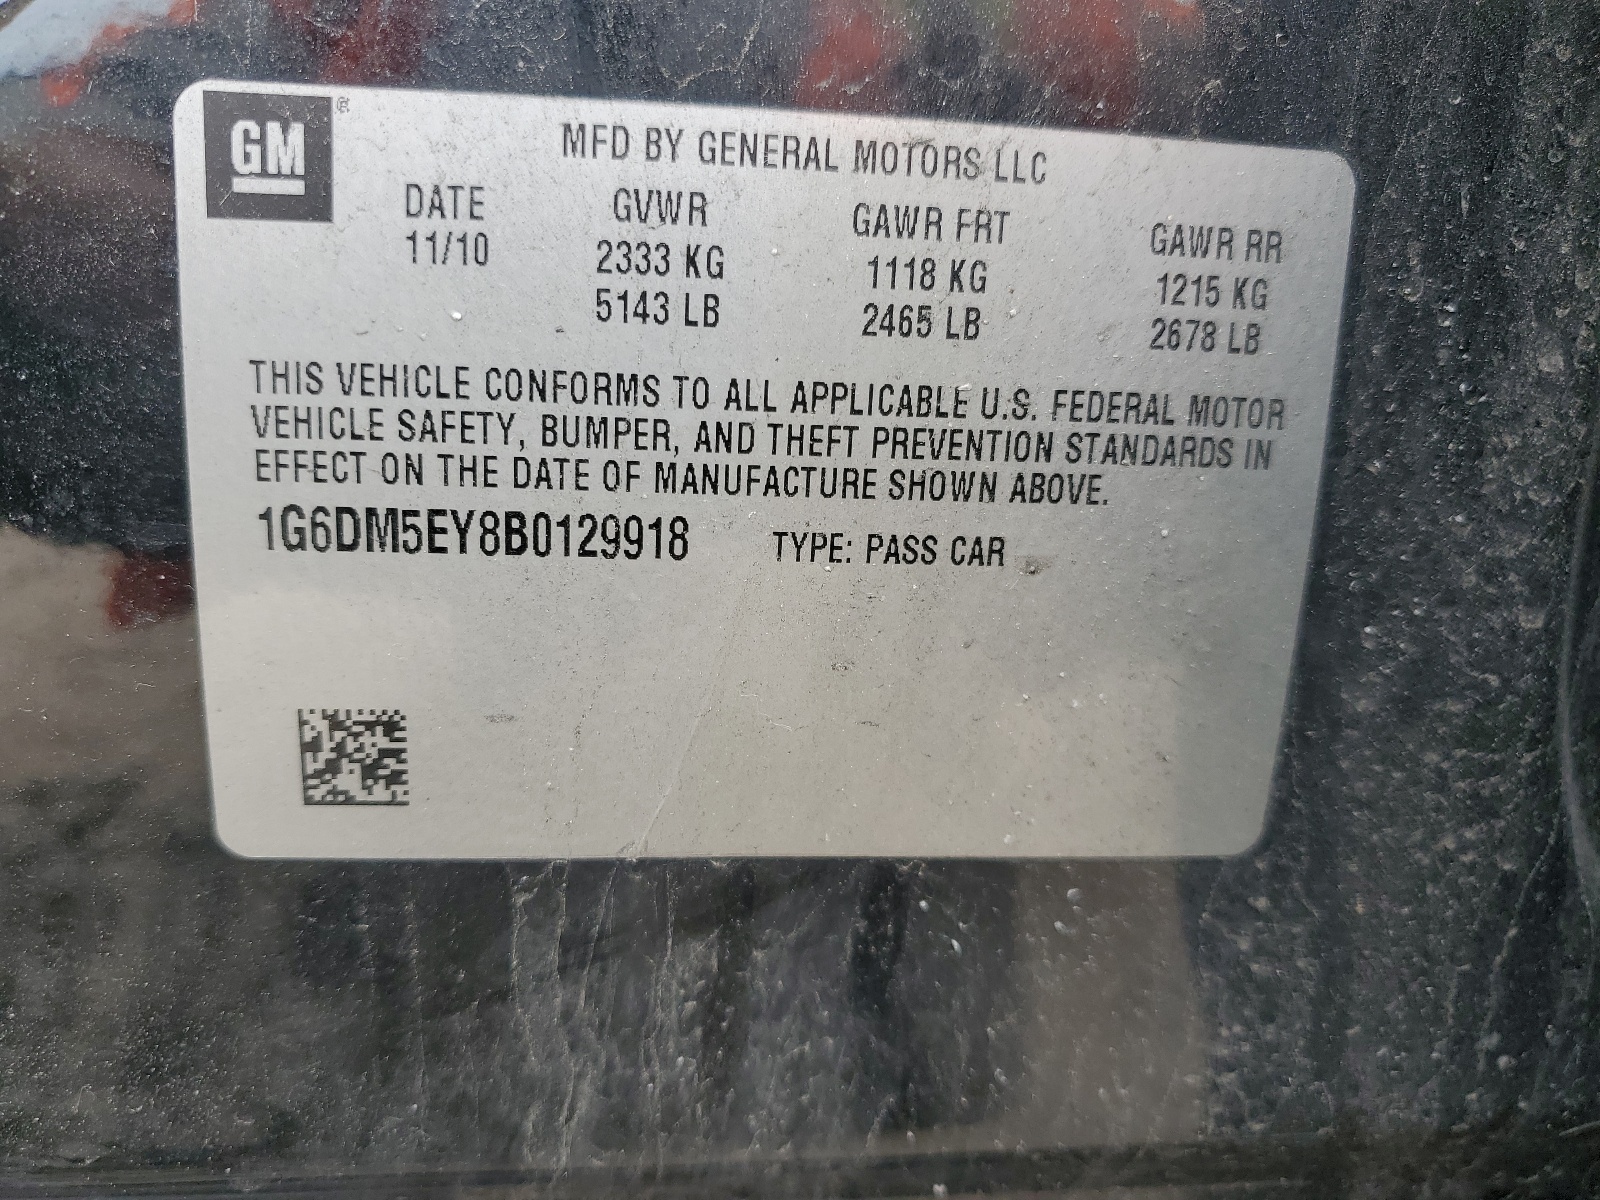 GM ®
MFD BY GENERAL MOTORS LLC
DATE GVWR GAWR FRT GAWR RR
11/10 2333 KG 1118 KG 1215 KG
5143 LB 2465 LB 2678 LB
THIS VEHICLE CONFORMS TO ALL APPLICABLE U.S. FEDERAL MOTOR
VEHICLE SAFETY, BUMPER, AND THEFT PREVENTION STANDARDS IN
EFFECT ON THE DATE OF MANUFACTURE SHOWN ABOVE.
1G6DM5EY8B0129918 TYPE: PASS CAR